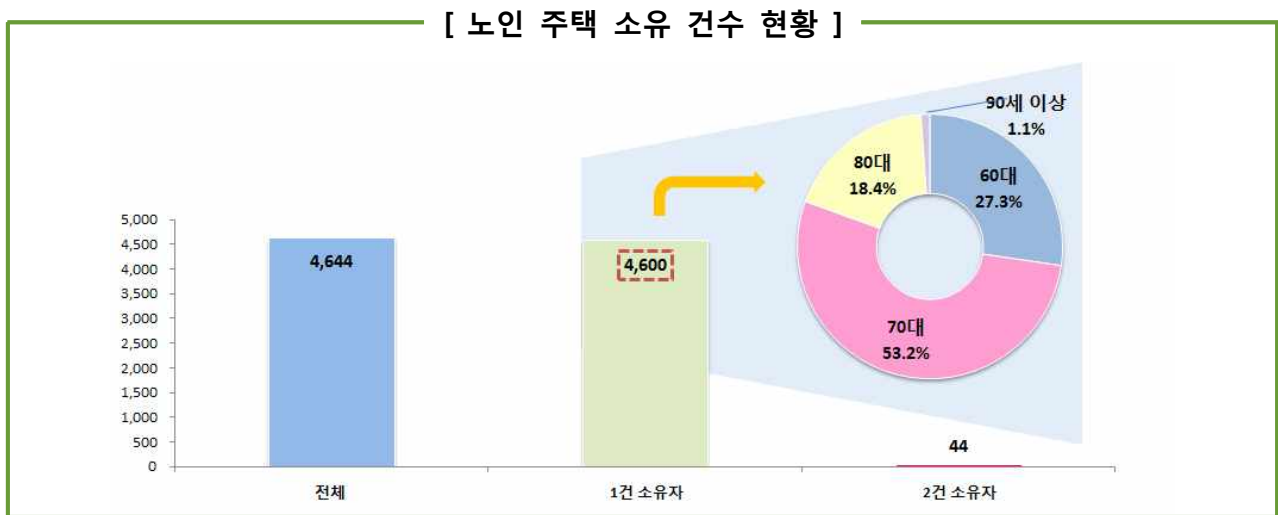 [ 노인 주택 소유 건수 현황 ]
90세 이상
1.1%
80대
18.4%
60대
27.3%
70대
53.2%
5,000
4,500
4,000
3,500
3,000
2,500
2,000
1,500
1,000
500
0
4,644
4,600
44
전체
1건 소유자
2건 소유자